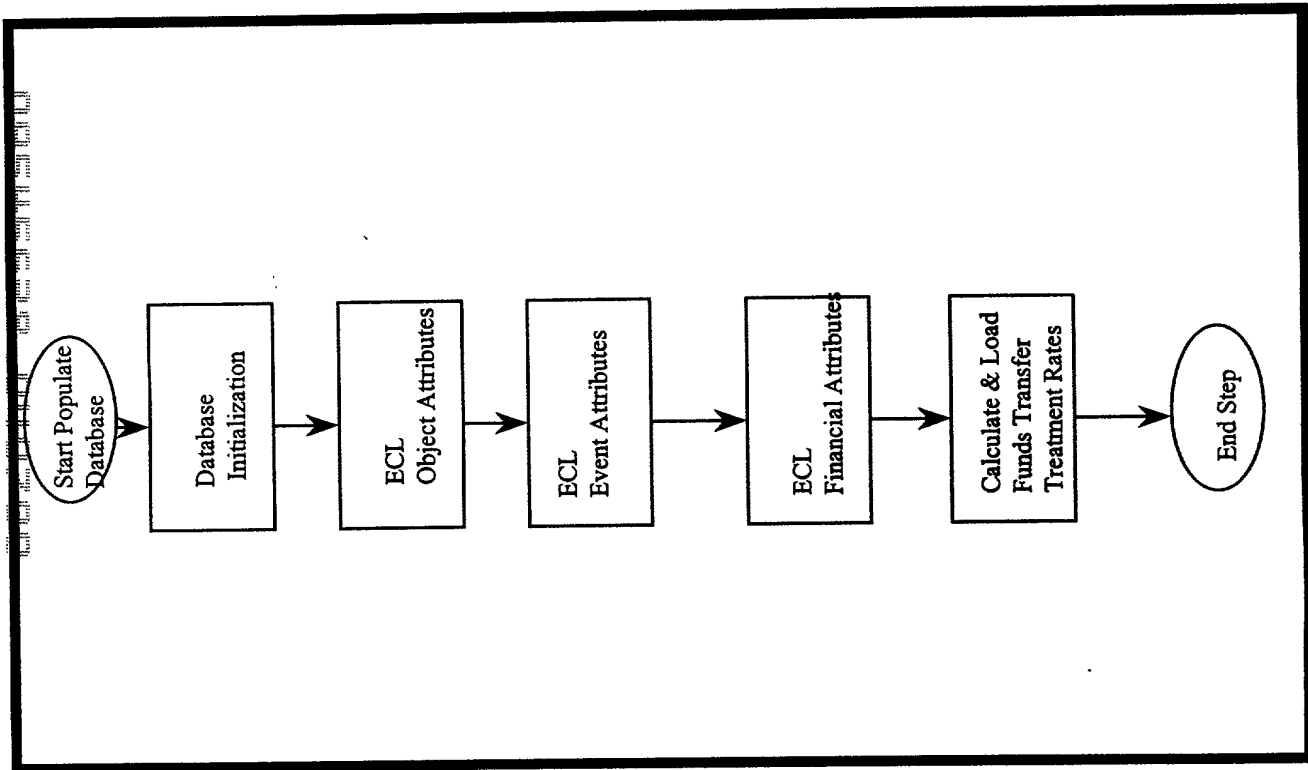 Start Populate
Database
Database
Initialization
ECL
Object Attributes
ECL
Event Attributes
ECL
Financial Attributes
Calculate & Load
Funds Transfer
Treatment Rates
End Step